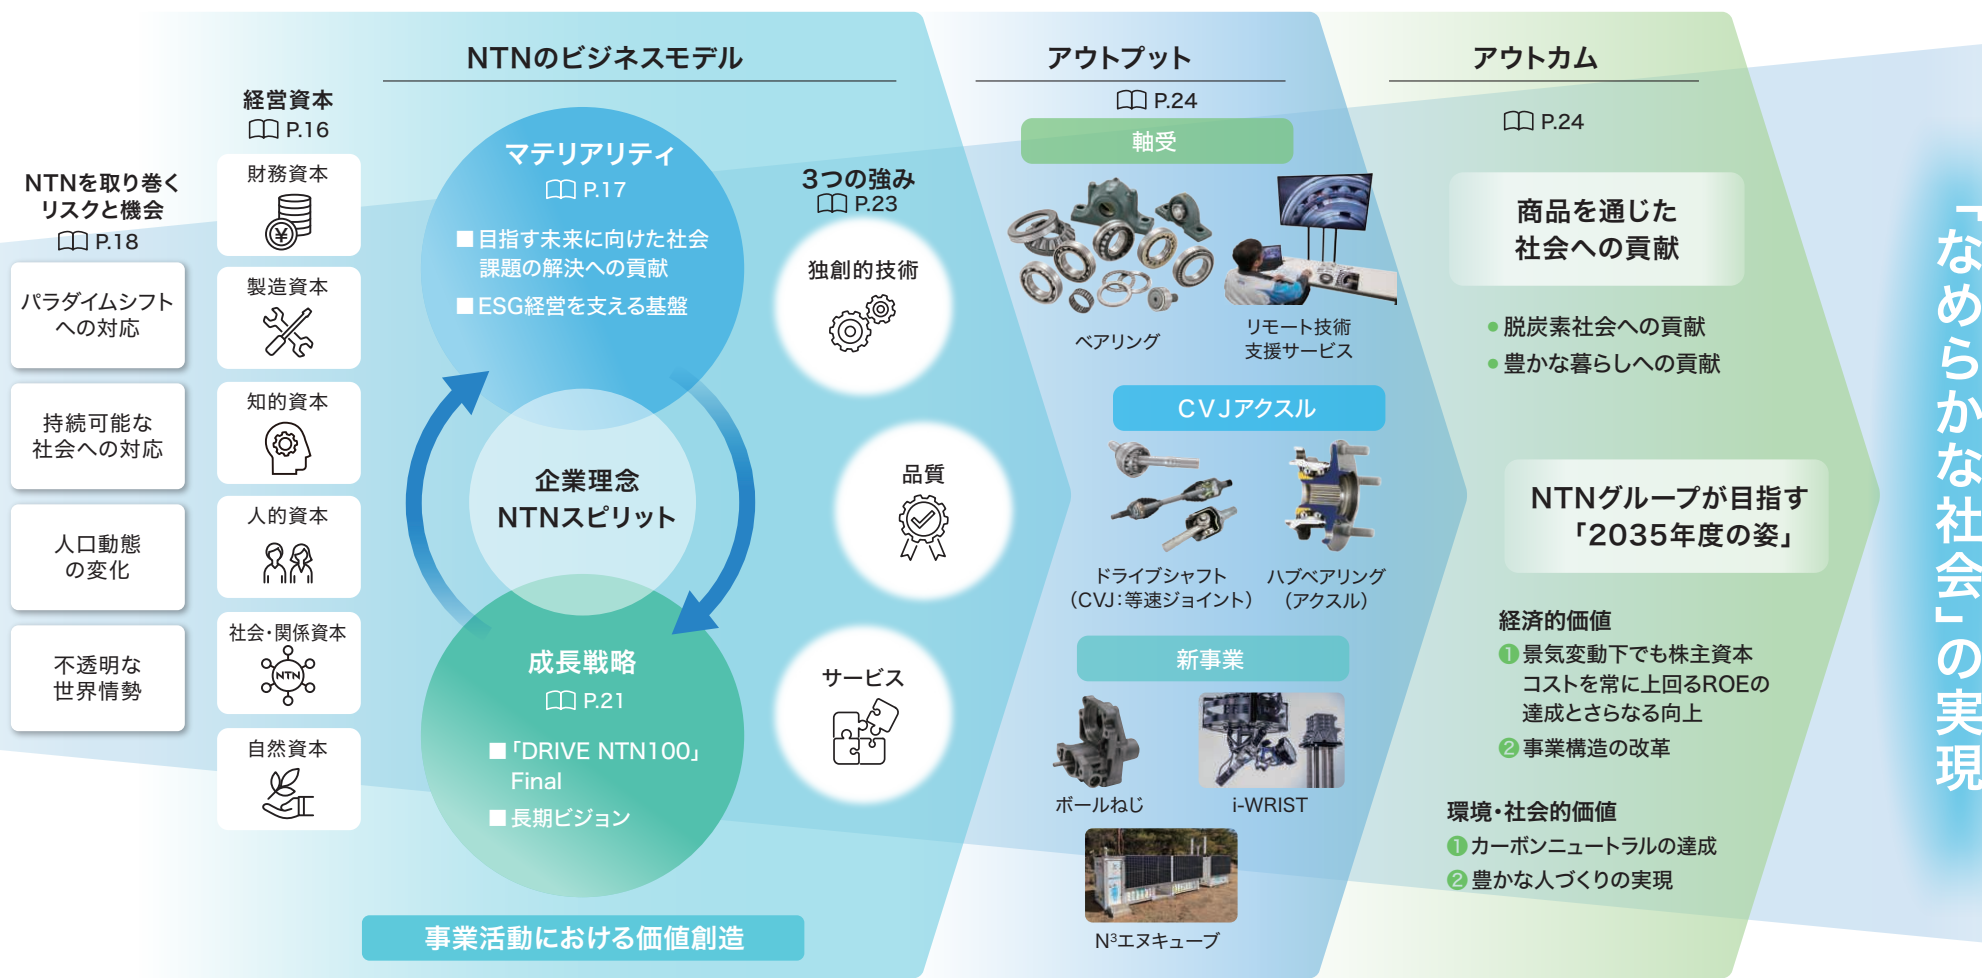 NTNのビジネスモデル
アウトプット
アウトカム
NTNを取り巻く
リスクと機会
P.18
パラダイムシフト
への対応
持続可能な
社会への対応
人口動態
の変化
不透明な
世界情勢
経営資本
P.16
財務資本
製造資本
知的資本
人的資本
社会・関係資本
NTN
自然資本
マテリアリティ
P.17
■目指す未来に向けた社会
課題の解決への貢献
■ESG経営を支える基盤
企業理念
NTNスピリット
成長戦略
P.21
■「DRIVE NTN100」
Final
■長期ビジョン
事業活動における価値創造
3つの強み
P.23
独創的技術
品質
サービス
P.24
軸受
ベアリング
リモート技術
支援サービス
CVJアクスル
ドライブシャフト
（CVJ：等速ジョイント）
ハブベアリング
（アクスル）
新事業
ボールねじ
i-WRIST
N³エヌキューブ
P.24
商品を通じた
社会への貢献
●脱炭素社会への貢献
●豊かな暮らしへの貢献
NTNグループが目指す
「2035年度の姿」
経済的価値
❶景気変動下でも株主資本
コストを常に上回るROEの
達成とさらなる向上
❷事業構造の改革
環境・社会的価値
❶カーボンニュートラルの達成
❷豊かな人づくりの実現
「なめらかな社会」の実現